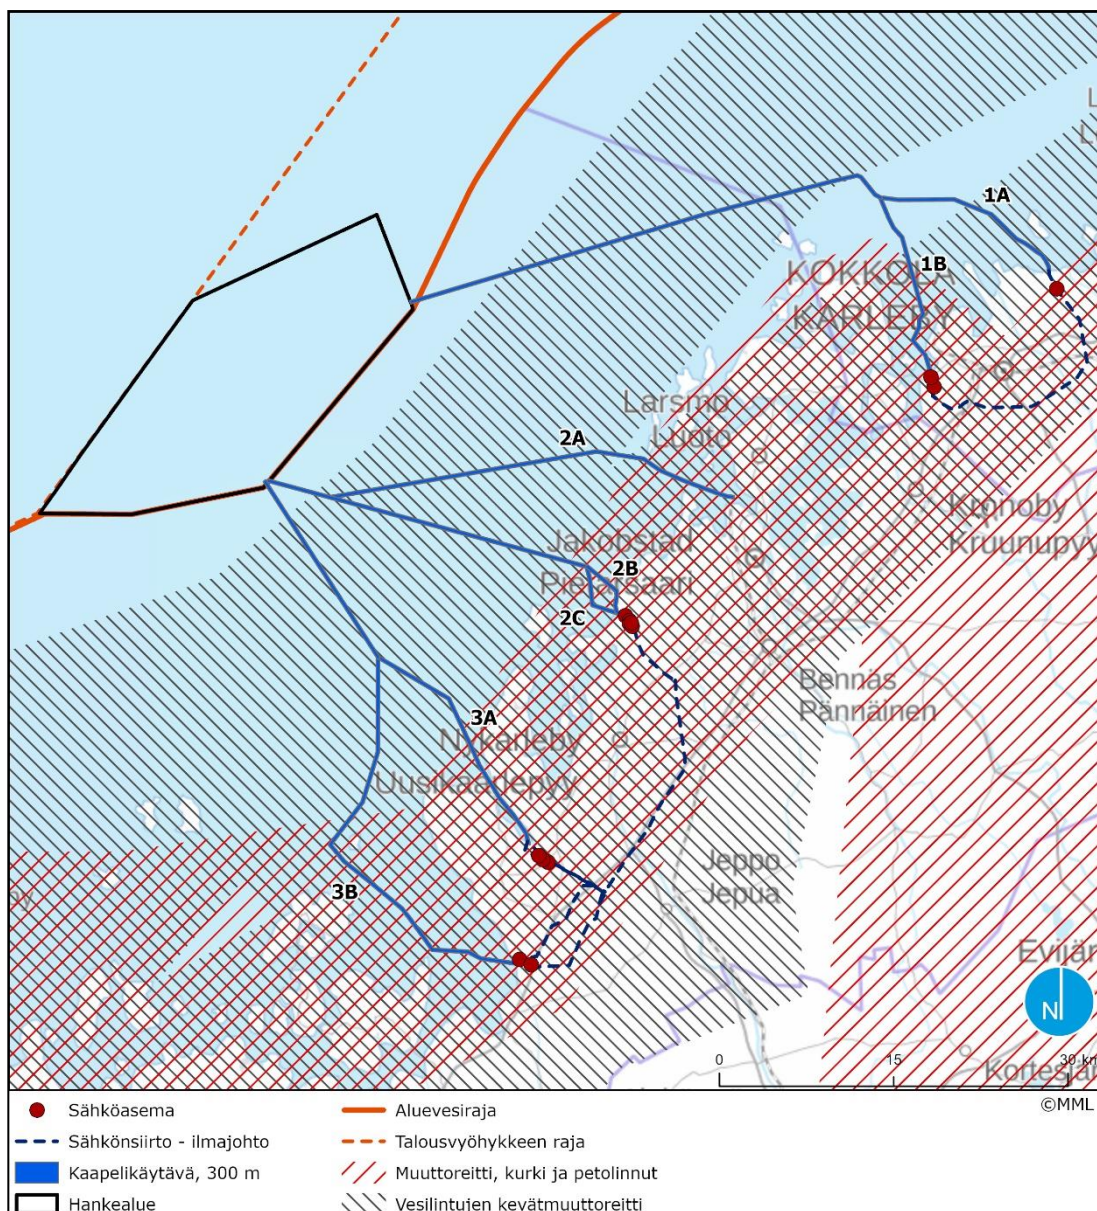 1A
1B
KOKKOLA
KARLEBY
Larsmo
Luoto
2A
Kronoby
Kruunupyy
Jakobstad
Pietarsaari
2B
2C
Bennäs
Pännäinen
3A
Nykarleby
Uusikaarlepyy
Jeppo
Jepua
3B
Evijär
N
0 15 30 km
Kortesjär
©MML
Sähköasema
Sähkönsiirto - ilmajohto
Kaapelikäytävä, 300 m
Hankealue
Aluevesiraja
Talousvyöhykkeen raja
Muuttoreitti, kurki ja petolinnut
Vesilintujen kevätmuuttoreitti